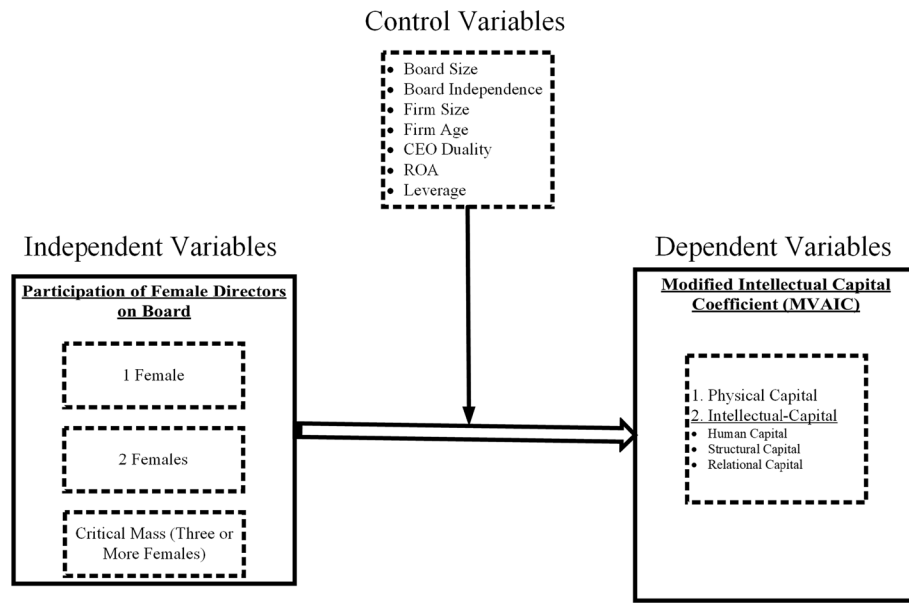 Control Variables
• Board Size
• Board Independence
• Firm Size
• Firm Age
• CEO Duality
• ROA
• Leverage
Independent Variables
Participation of Female Directors
on Board
1 Female
2 Females
Critical Mass (Three or
More Females)
Dependent Variables
Modified Intellectual Capital
Coefficient (MVAIC)
1. Physical Capital
2. Intellectual-Capital
• Human Capital
• Structural Capital
• Relational Capital